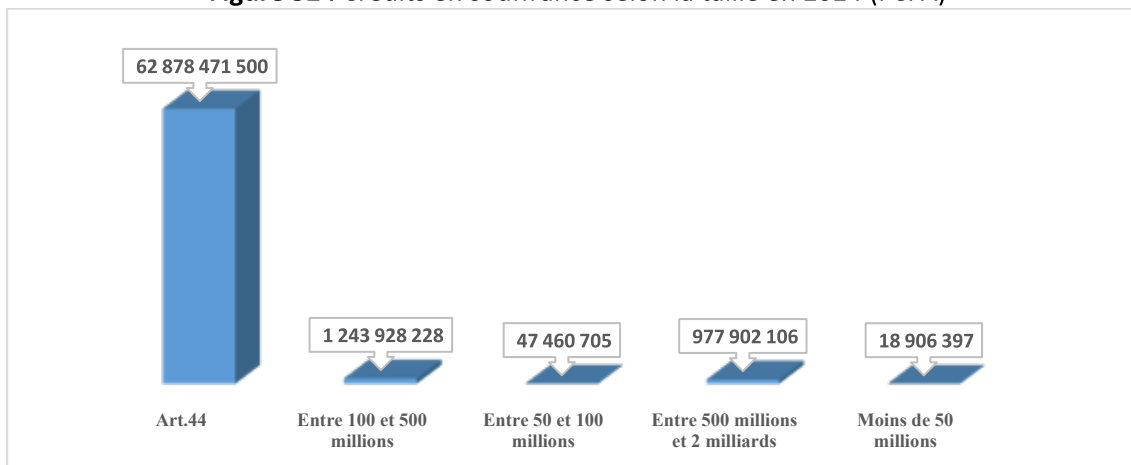 62 878 471 500
1 243 928 228
47 460 705
977 902 106
18 906 397
Art.44
Entre 100 et 500
millions
Entre 50 et 100
millions
Entre 500 millions
et 2 milliards
Moins de 50
millions